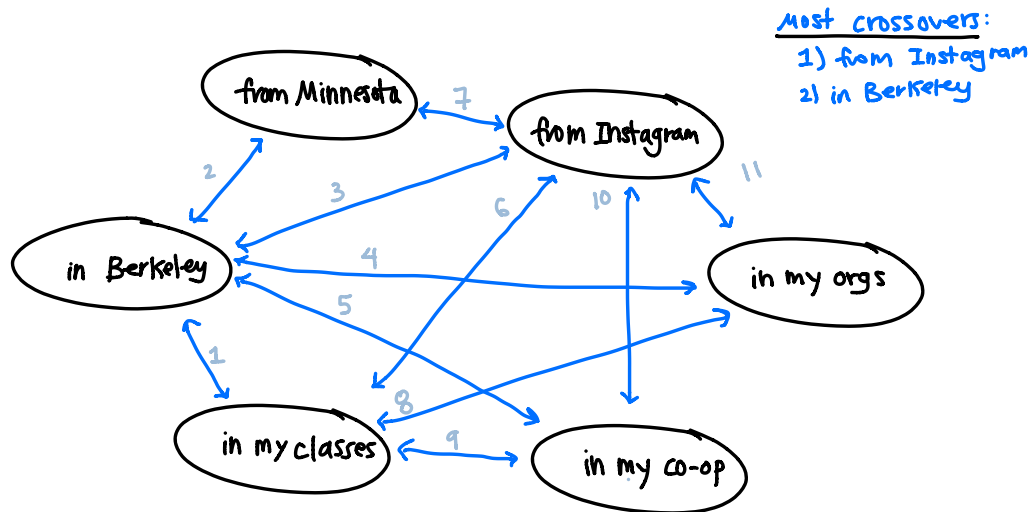 Most crossovers:
1) from Instagram
2) in Berkeley
from Minnesota
7
from Instagram
2
3
6
10
11
in Berkeley
4
in my orgs
5
1
8
in my classes
9
in my co-op